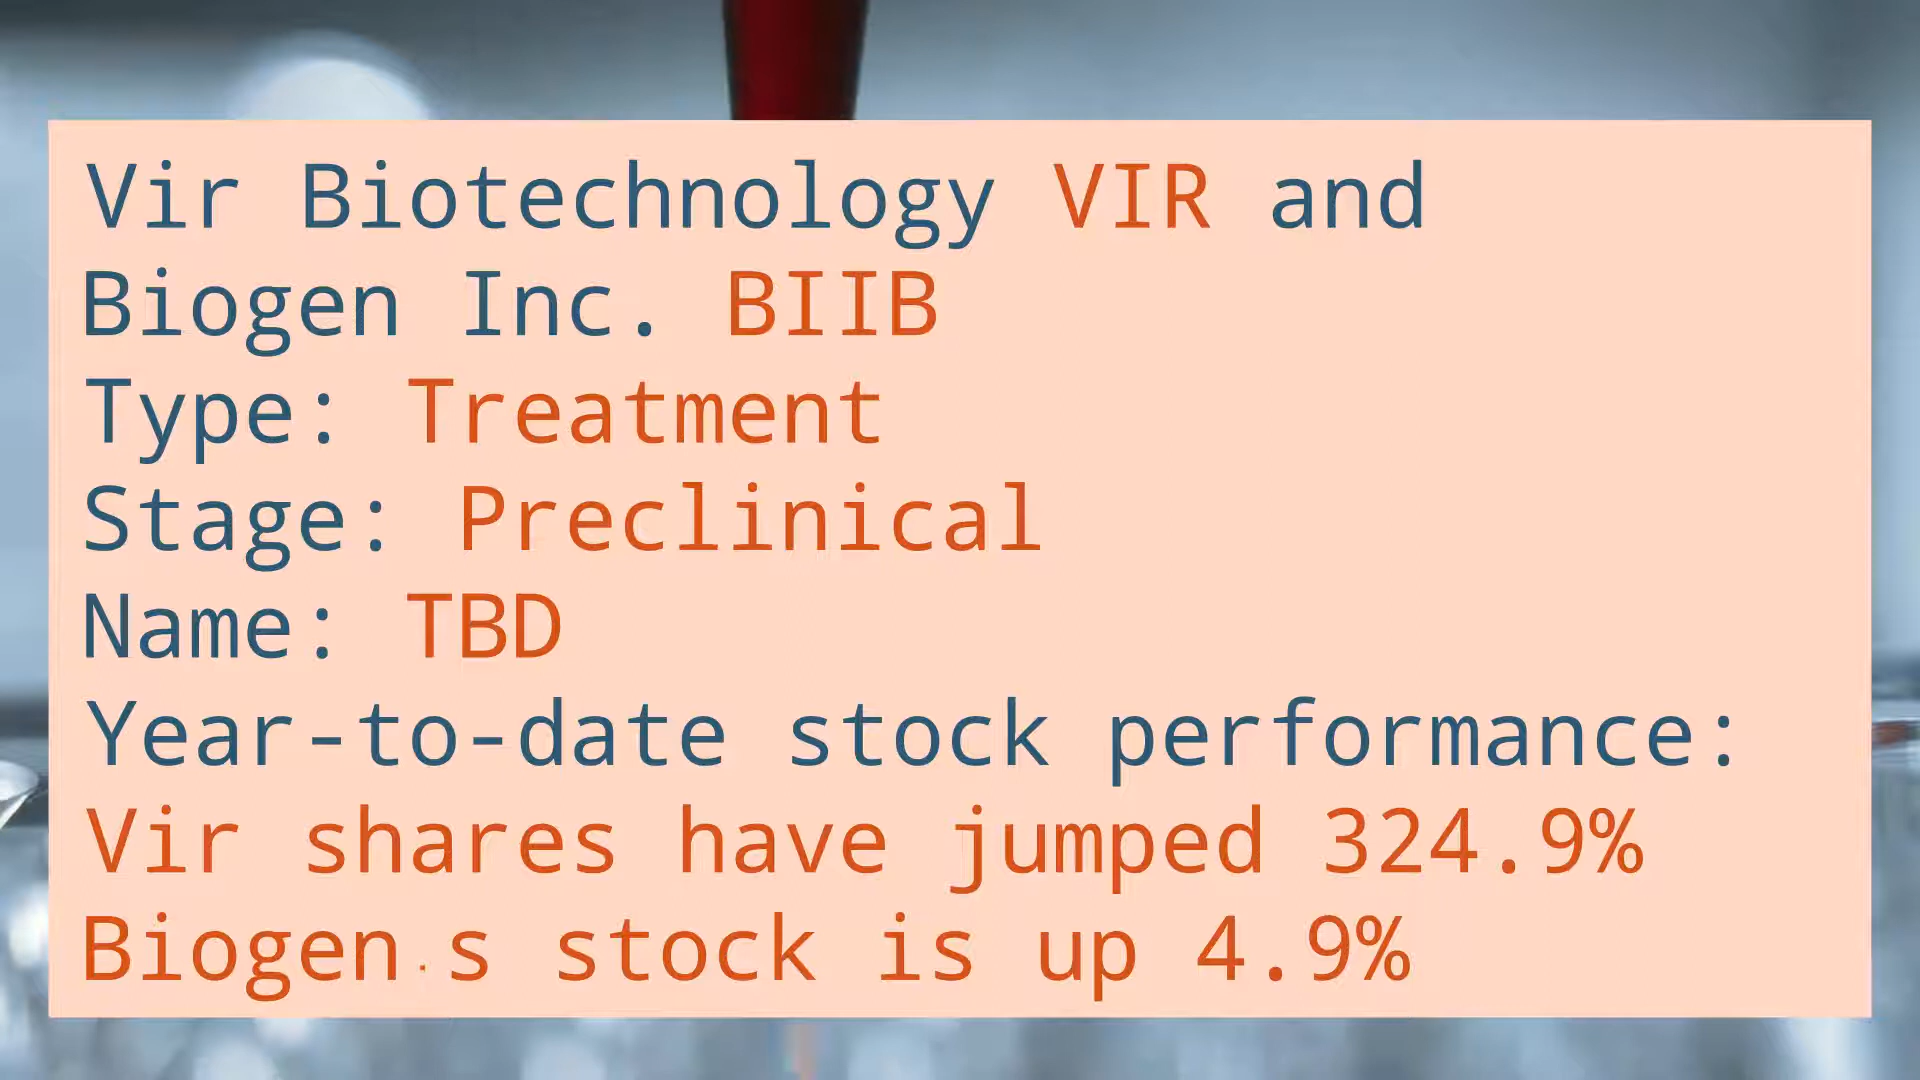 Vir Biotechnology VIR and
Biogen Inc. BIIB
Type: Treatment
Stage: Preclinical
Name: TBD
Year-to-date stock performance:
Vir shares have jumped 324.9%
Biogen·s stock is up 4.9%